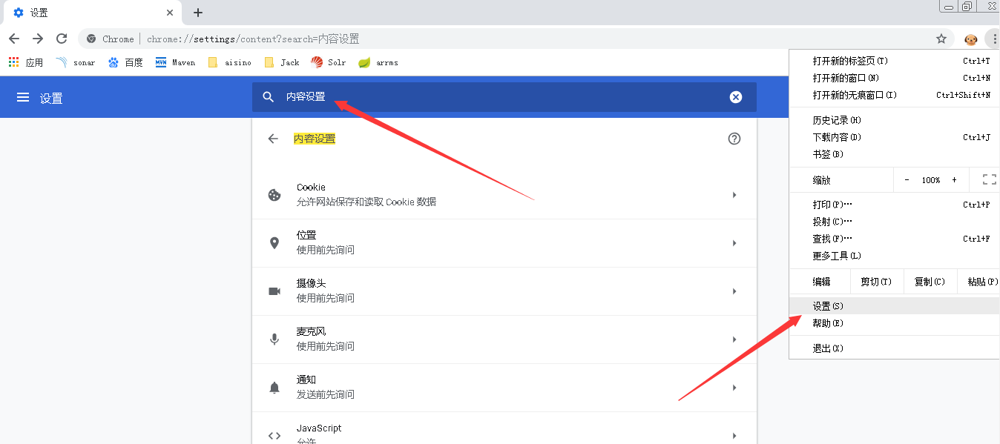 设置
Chrome | chrome://settings/content?search=内容设置
应用 sonar 百度 Maven aisino Jack Solr arrms
设置
内容设置
内容设置
Cookie
允许网站保存和读取 Cookie 数据
位置
使用前先询问
摄像头
使用前先询问
麦克风
使用前先询问
通知
发送前先询问
JavaScript
允许
打开新的标签页(T) Ctrl+T
打开新的窗口(N) Ctrl+N
打开新的无痕窗口(I) Ctrl+Shift+N
历史记录(H)
下载内容(D) Ctrl+J
书签(B)
缩放 - 100% +
打印(P)… Ctrl+P
投射(C)…
查找(F)… Ctrl+F
更多工具(L)
编辑 剪切(T) 复制(C) 粘贴(P)
设置(S)
帮助(E)
退出(X)